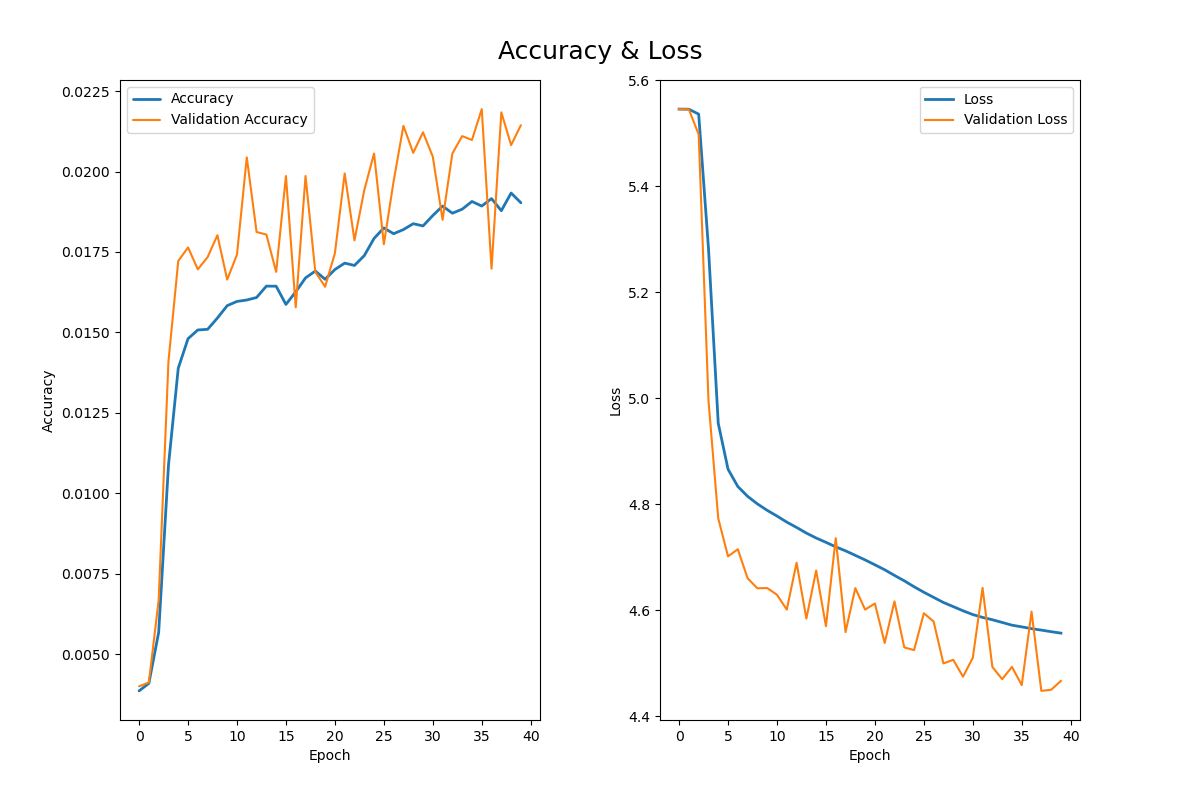 Accuracy & Loss
Accuracy
Validation Accuracy
0.0225
0.0200
0.0175
0.0150
0.0125
0.0100
0.0075
0.0050
Accuracy
0 5 10 15 20 25 30 35 40
Epoch
Loss
Validation Loss
5.6
5.4
5.2
5.0
4.8
4.6
4.4
Loss
0 5 10 15 20 25 30 35 40
Epoch